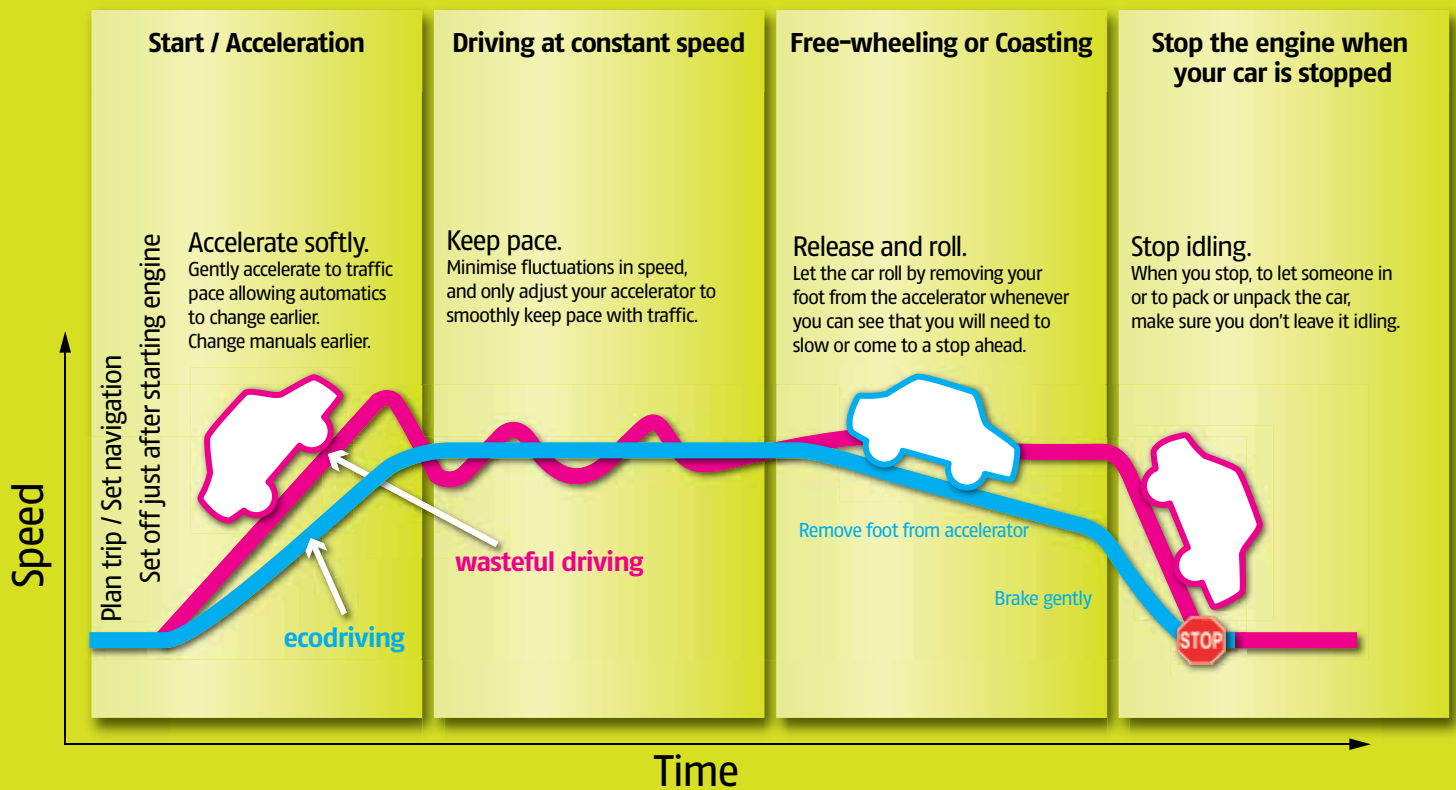 Start / Acceleration
Driving at constant speed
Free-wheeling or Coasting
Stop the engine when
your car is stopped
Plan trip / Set navigation
Set off just after starting engine
Accelerate softly.
Gently accelerate to traffic
pace allowing automatics
to change earlier.
Change manuals earlier.
Keep pace.
Minimise fluctuations in speed,
and only adjust your accelerator to
smoothly keep pace with traffic.
Release and roll.
Let the car roll by removing your
foot from the accelerator whenever
you can see that you will need to
slow or come to a stop ahead.
Stop idling.
When you stop, to let someone in
or to pack or unpack the car,
make sure you don't leave it idling.
Speed
wasteful driving
ecodriving
Remove foot from accelerator
Brake gently
STOP
Time